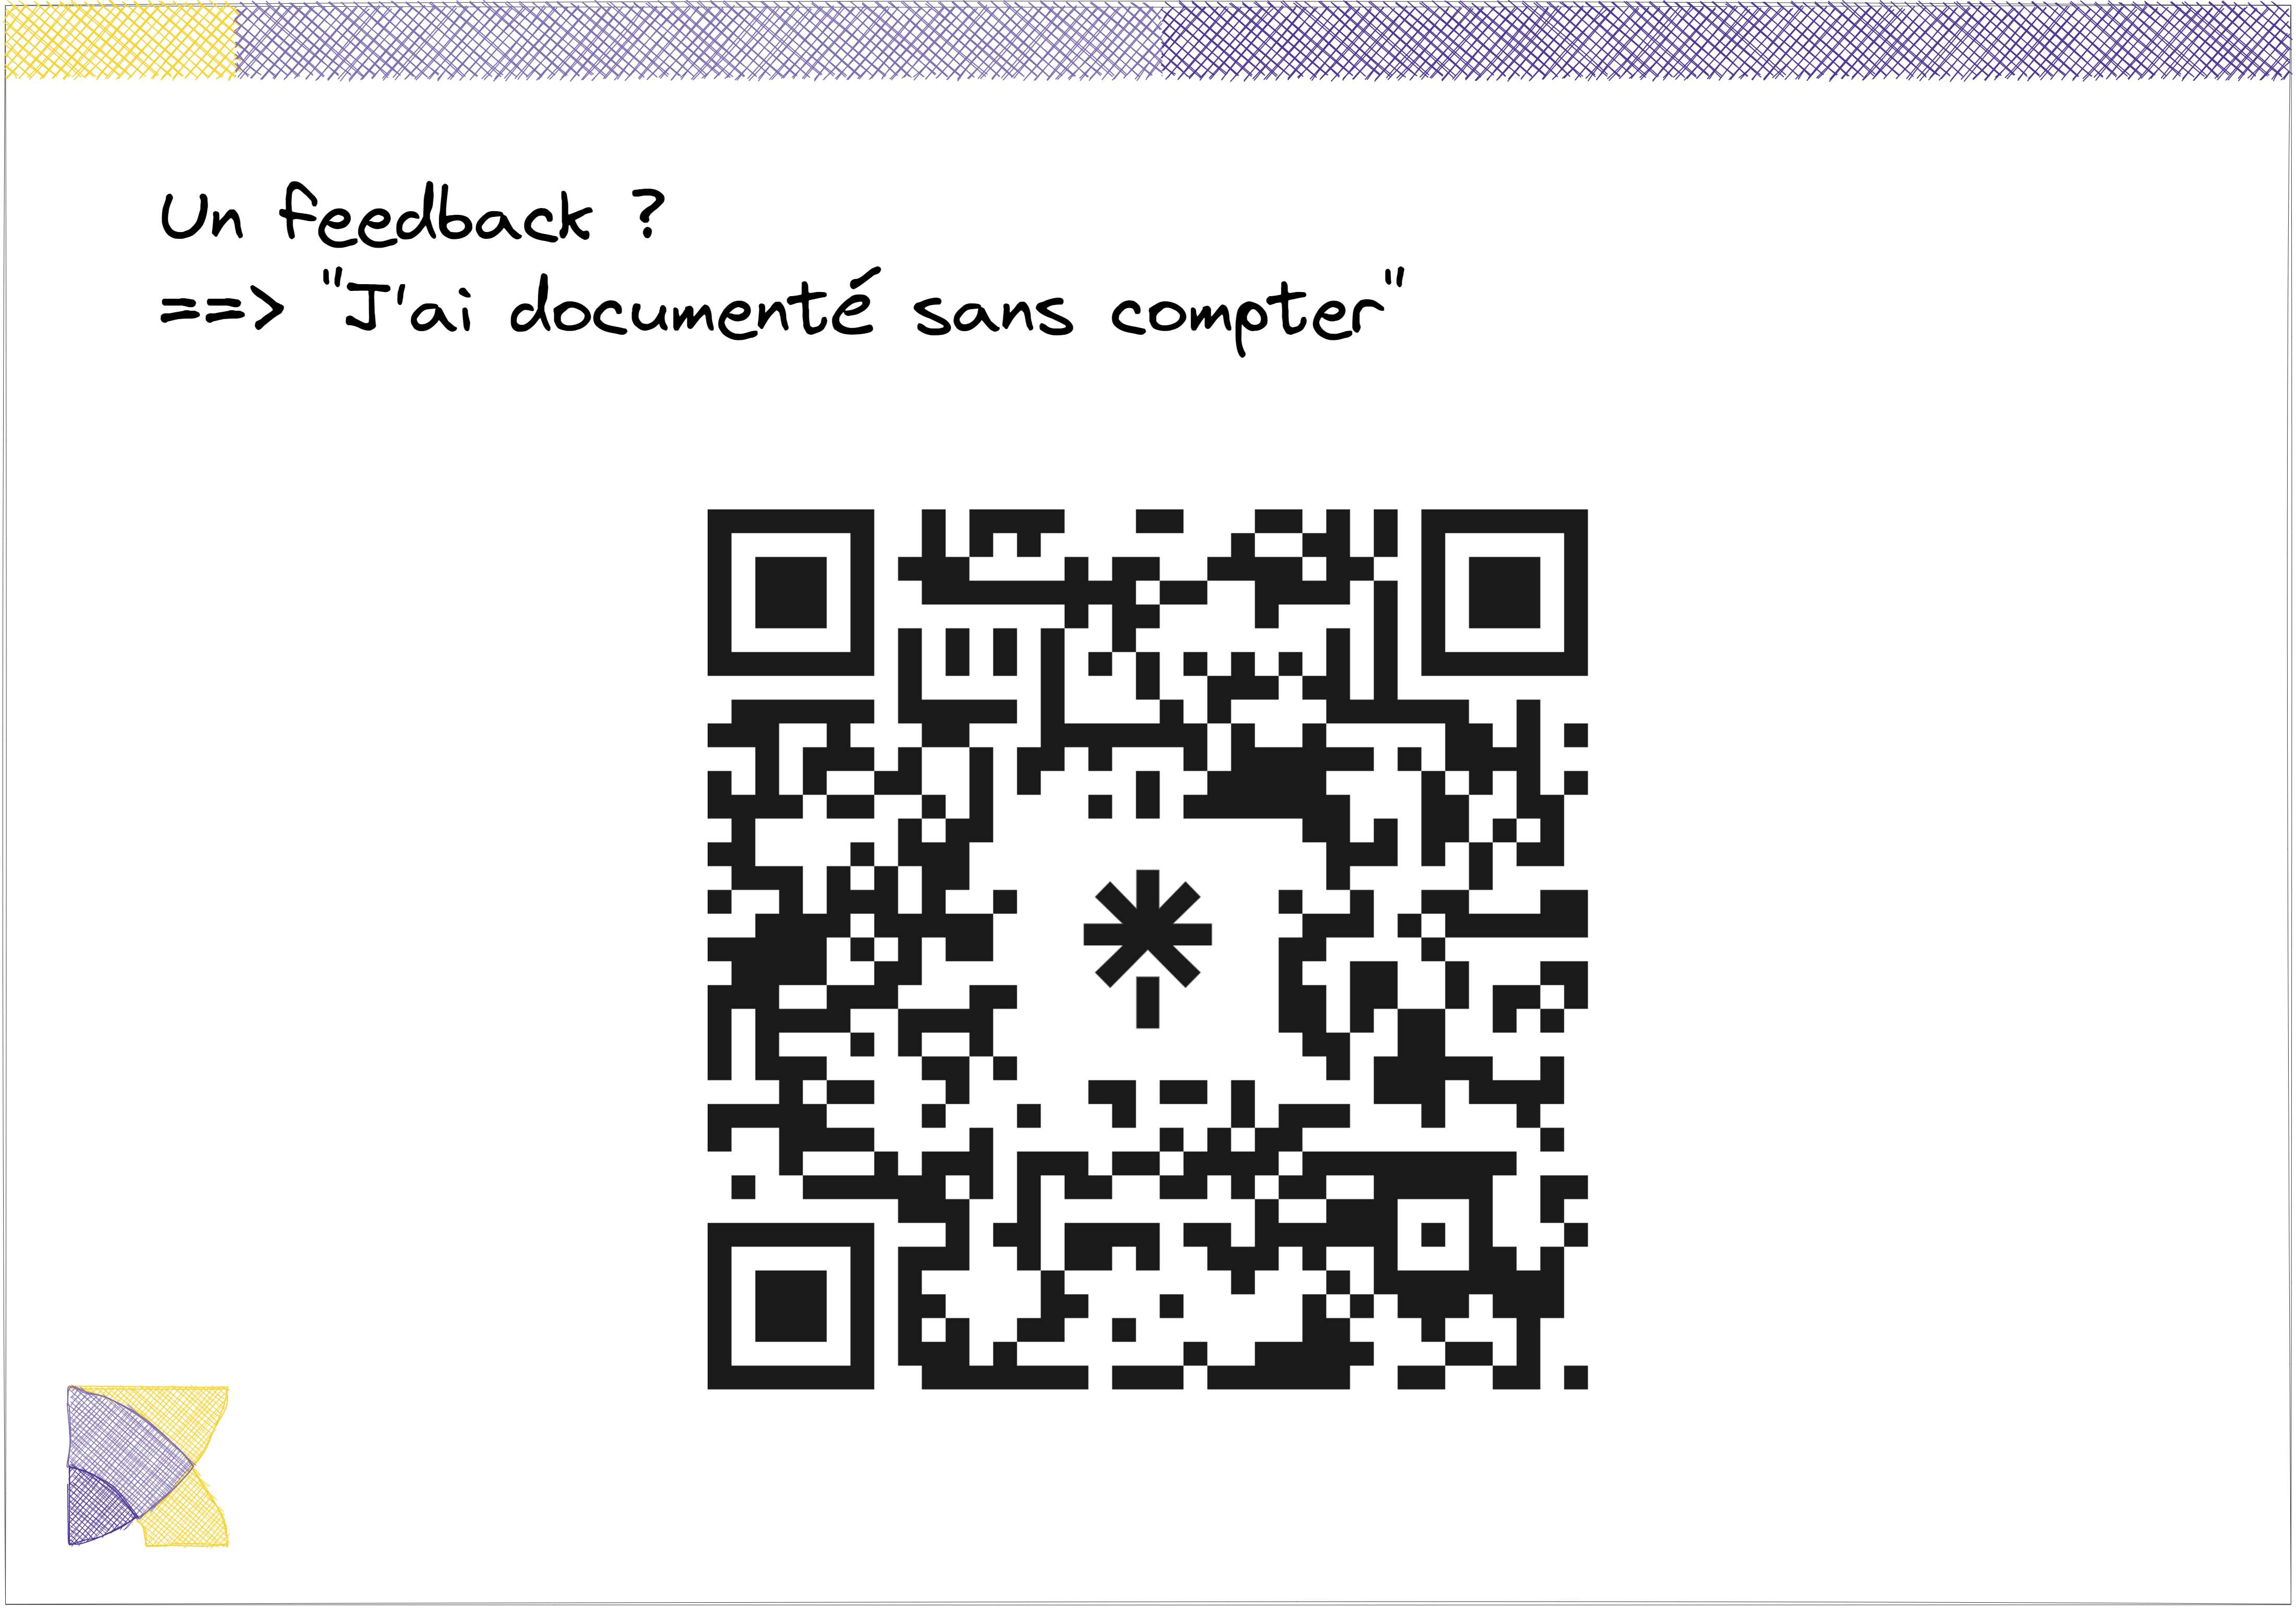 Un feedback ?
==> "J'ai documenté sans compter"